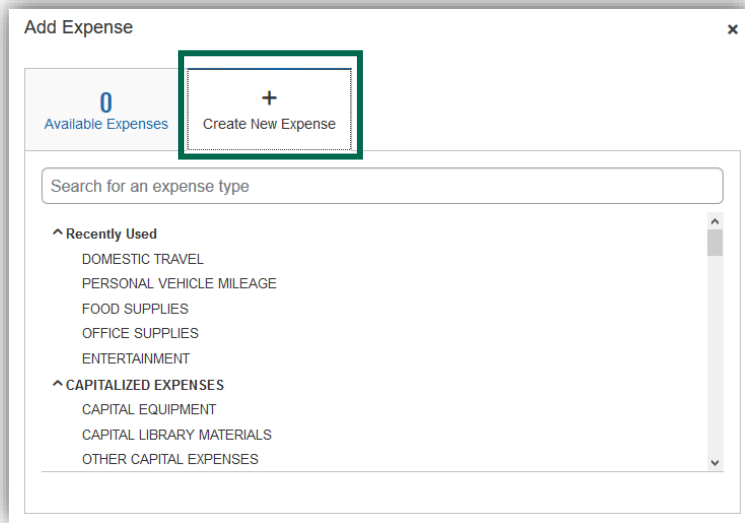 Add Expense
×
0
Available Expenses
+
Create New Expense
Search for an expense type
Recently Used
DOMESTIC TRAVEL
PERSONAL VEHICLE MILEAGE
FOOD SUPPLIES
OFFICE SUPPLIES
ENTERTAINMENT
CAPITALIZED EXPENSES
CAPITAL EQUIPMENT
CAPITAL LIBRARY MATERIALS
OTHER CAPITAL EXPENSES